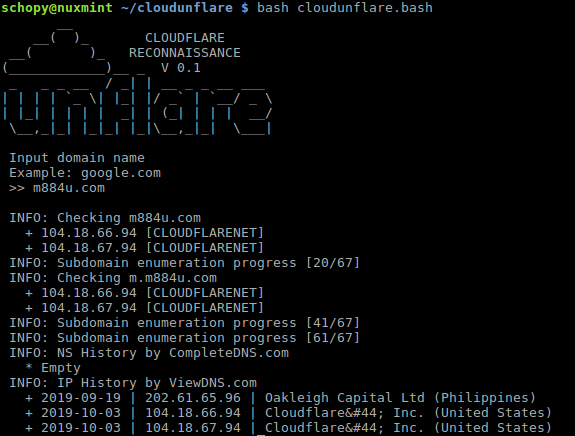 schopy@nuxmint ~/cloudunflare $ bash cloudunflare.bash
CLOUDFLARE
RECONNAISSANCE
V 0.1
unflare
Input domain name
Example: google.com
>> m884u.com
INFO: Checking m884u.com
+ 104.18.66.94 [CLOUDFLARENET]
+ 104.18.67.94 [CLOUDFLARENET]
INFO: Subdomain enumeration progress [20/67]
INFO: Checking m.m884u.com
+ 104.18.66.94 [CLOUDFLARENET]
+ 104.18.67.94 [CLOUDFLARENET]
INFO: Subdomain enumeration progress [41/67]
INFO: Subdomain enumeration progress [61/67]
INFO: NS History by CompleteDNS.com
* Empty
INFO: IP History by ViewDNS.com
+ 2019-09-19 | 202.61.65.96 | Oakleigh Capital Ltd (Philippines)
+ 2019-10-03 | 104.18.66.94 | Cloudflare&#44; Inc. (United States)
+ 2019-10-03 | 104.18.67.94 | Cloudflare&#44; Inc. (United States)